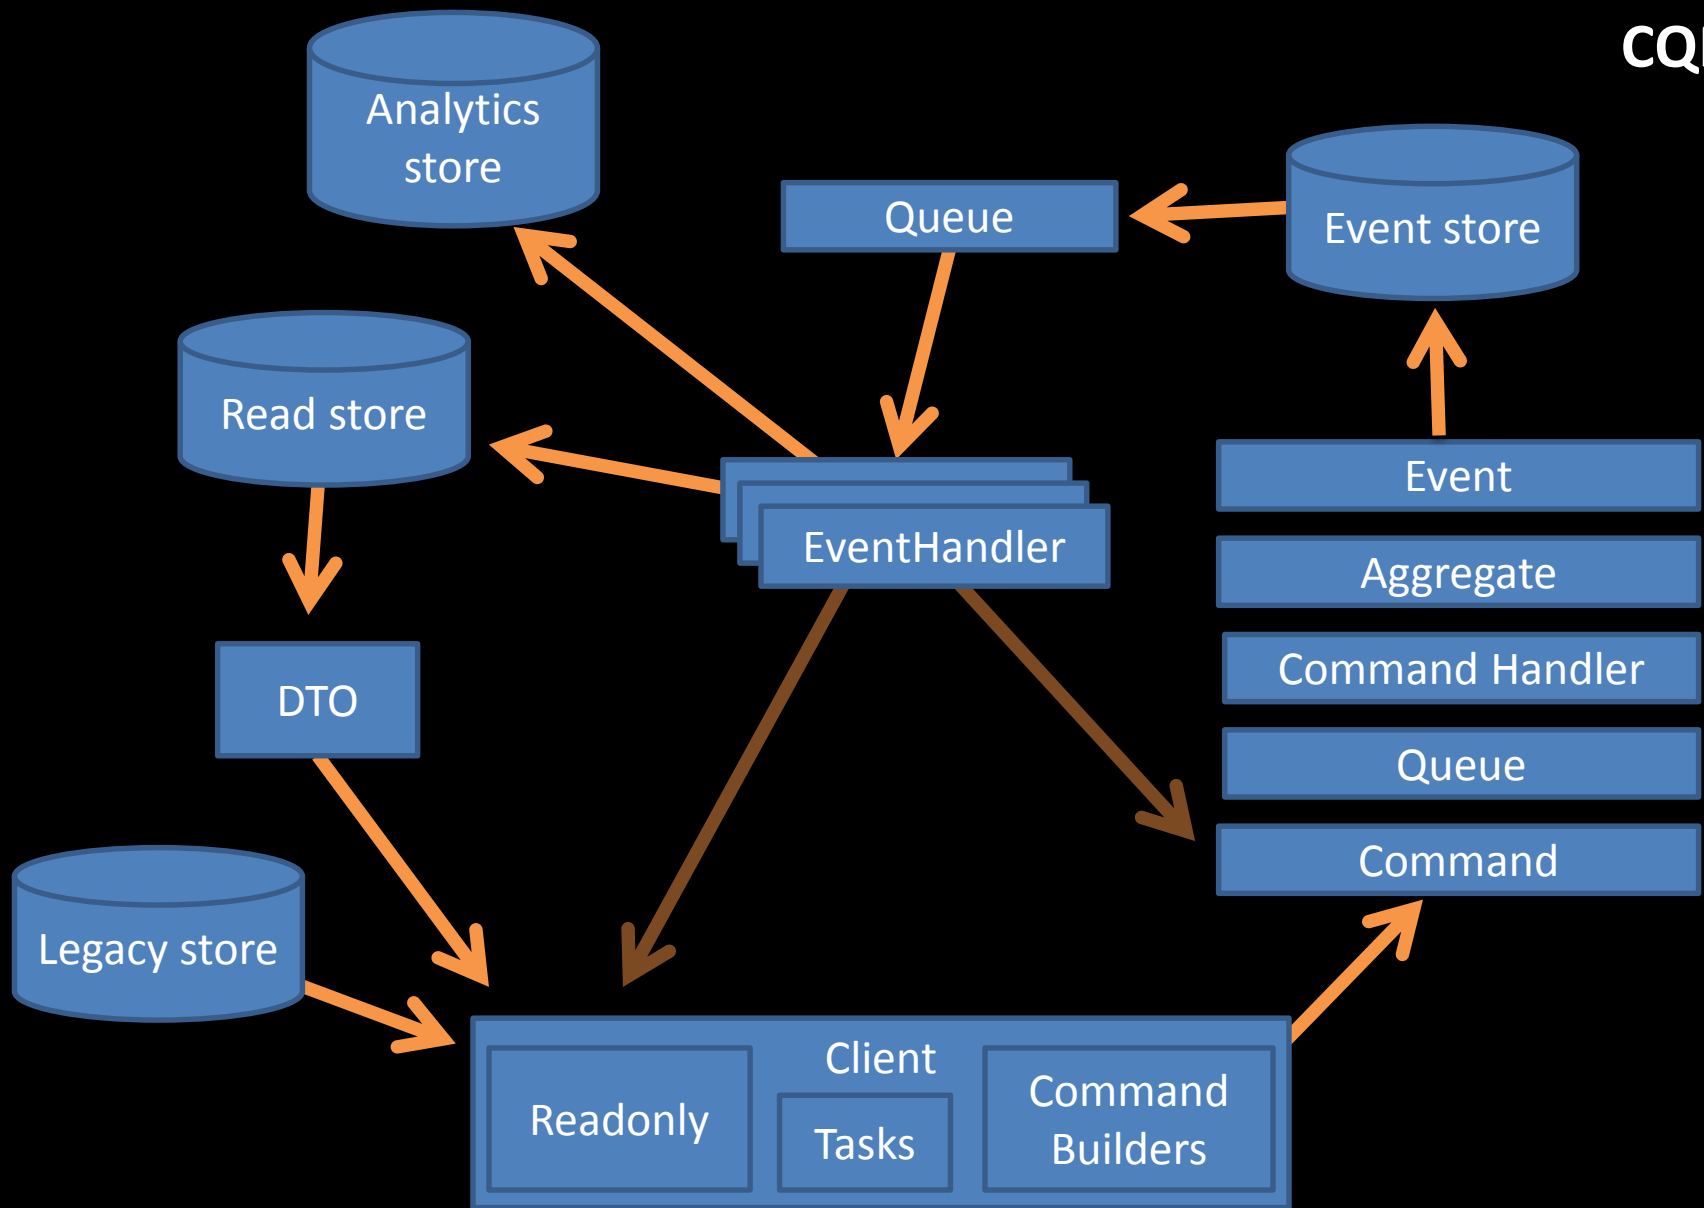 CQ
Analytics
store
Queue
Event store
Read store
Event
EventHandler
Aggregate
Command Handler
DTO
Queue
Command
Legacy store
Client
Readonly
Tasks
Command
Builders